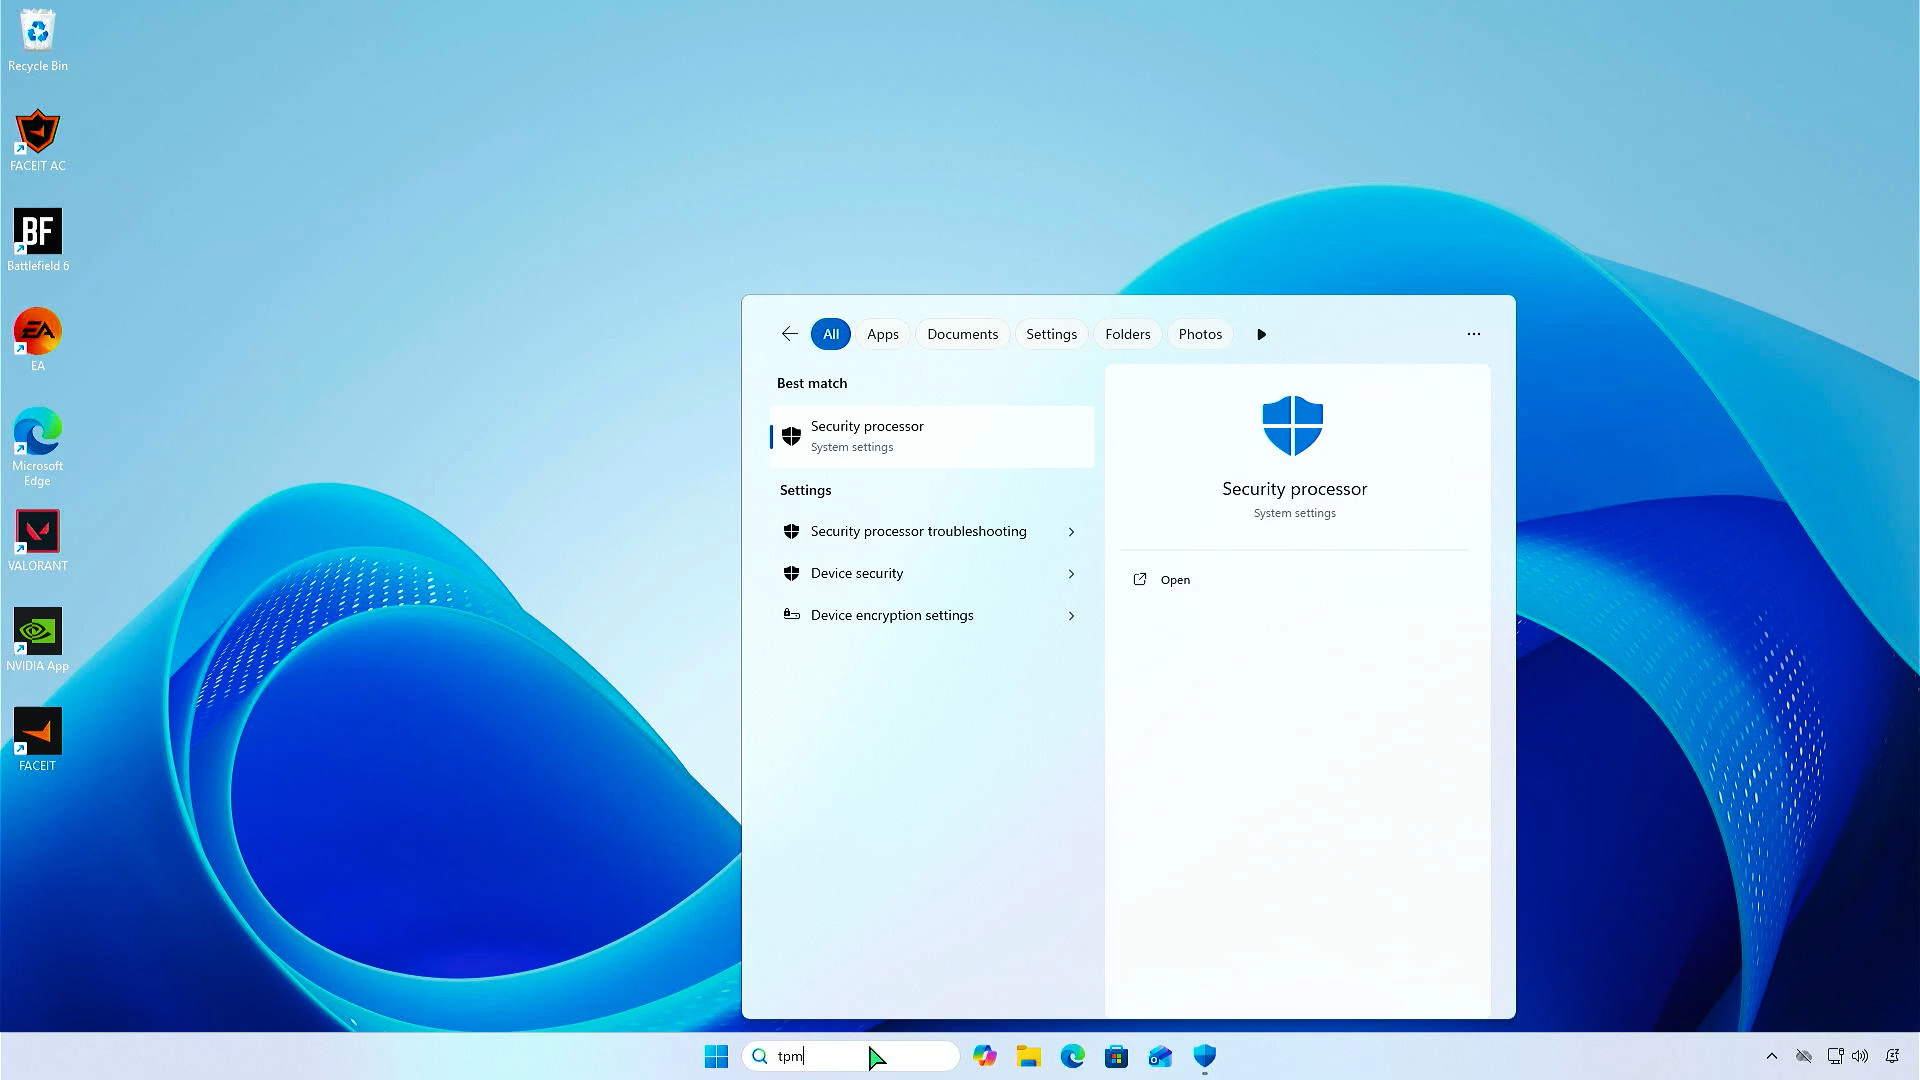 Recycle Bin
FACEIT AC
BF
Battlefield 6
EA
EA
Microsoft
Edge
VALORANT
NVIDIA App
FACEIT
All
Apps
Documents
Settings
Folders
Photos
Best match
Security processor
System settings
Settings
Security processor troubleshooting
Device security
Device encryption settings
Security processor
System settings
Open
tpm